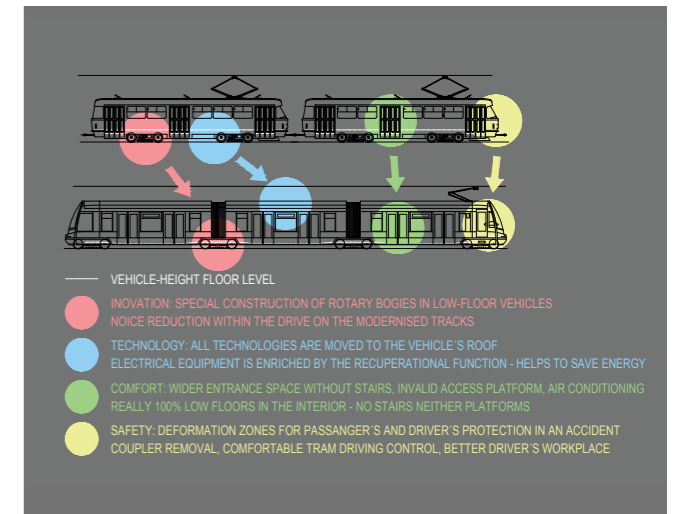 VEHICLE-HEIGHT FLOOR LEVEL
INOVATION: SPECIAL CONSTRUCTION OF ROTARY BOGIES IN LOW-FLOOR VEHICLES
NOICE REDUCTION WITHIN THE DRIVE ON THE MODERNISED TRACKS
TECHNOLOGY: ALL TECHNOLOGIES ARE MOVED TO THE VEHICLE´S ROOF
ELECTRICAL EQUIPMENT IS ENRICHED BY THE RECUPERATIONAL FUNCTION - HELPS TO SAVE ENERGY
COMFORT: WIDER ENTRANCE SPACE WITHOUT STAIRS, INVALID ACCESS PLATFORM, AIR CONDITIONING
REALLY 100% LOW FLOORS IN THE INTERIOR - NO STAIRS NEITHER PLATFORMS
SAFETY: DEFORMATION ZONES FOR PASSANGER´S AND DRIVER´S PROTECTION IN AN ACCIDENT
COUPLER REMOVAL, COMFORTABLE TRAM DRIVING CONTROL, BETTER DRIVER´S WORKPLACE